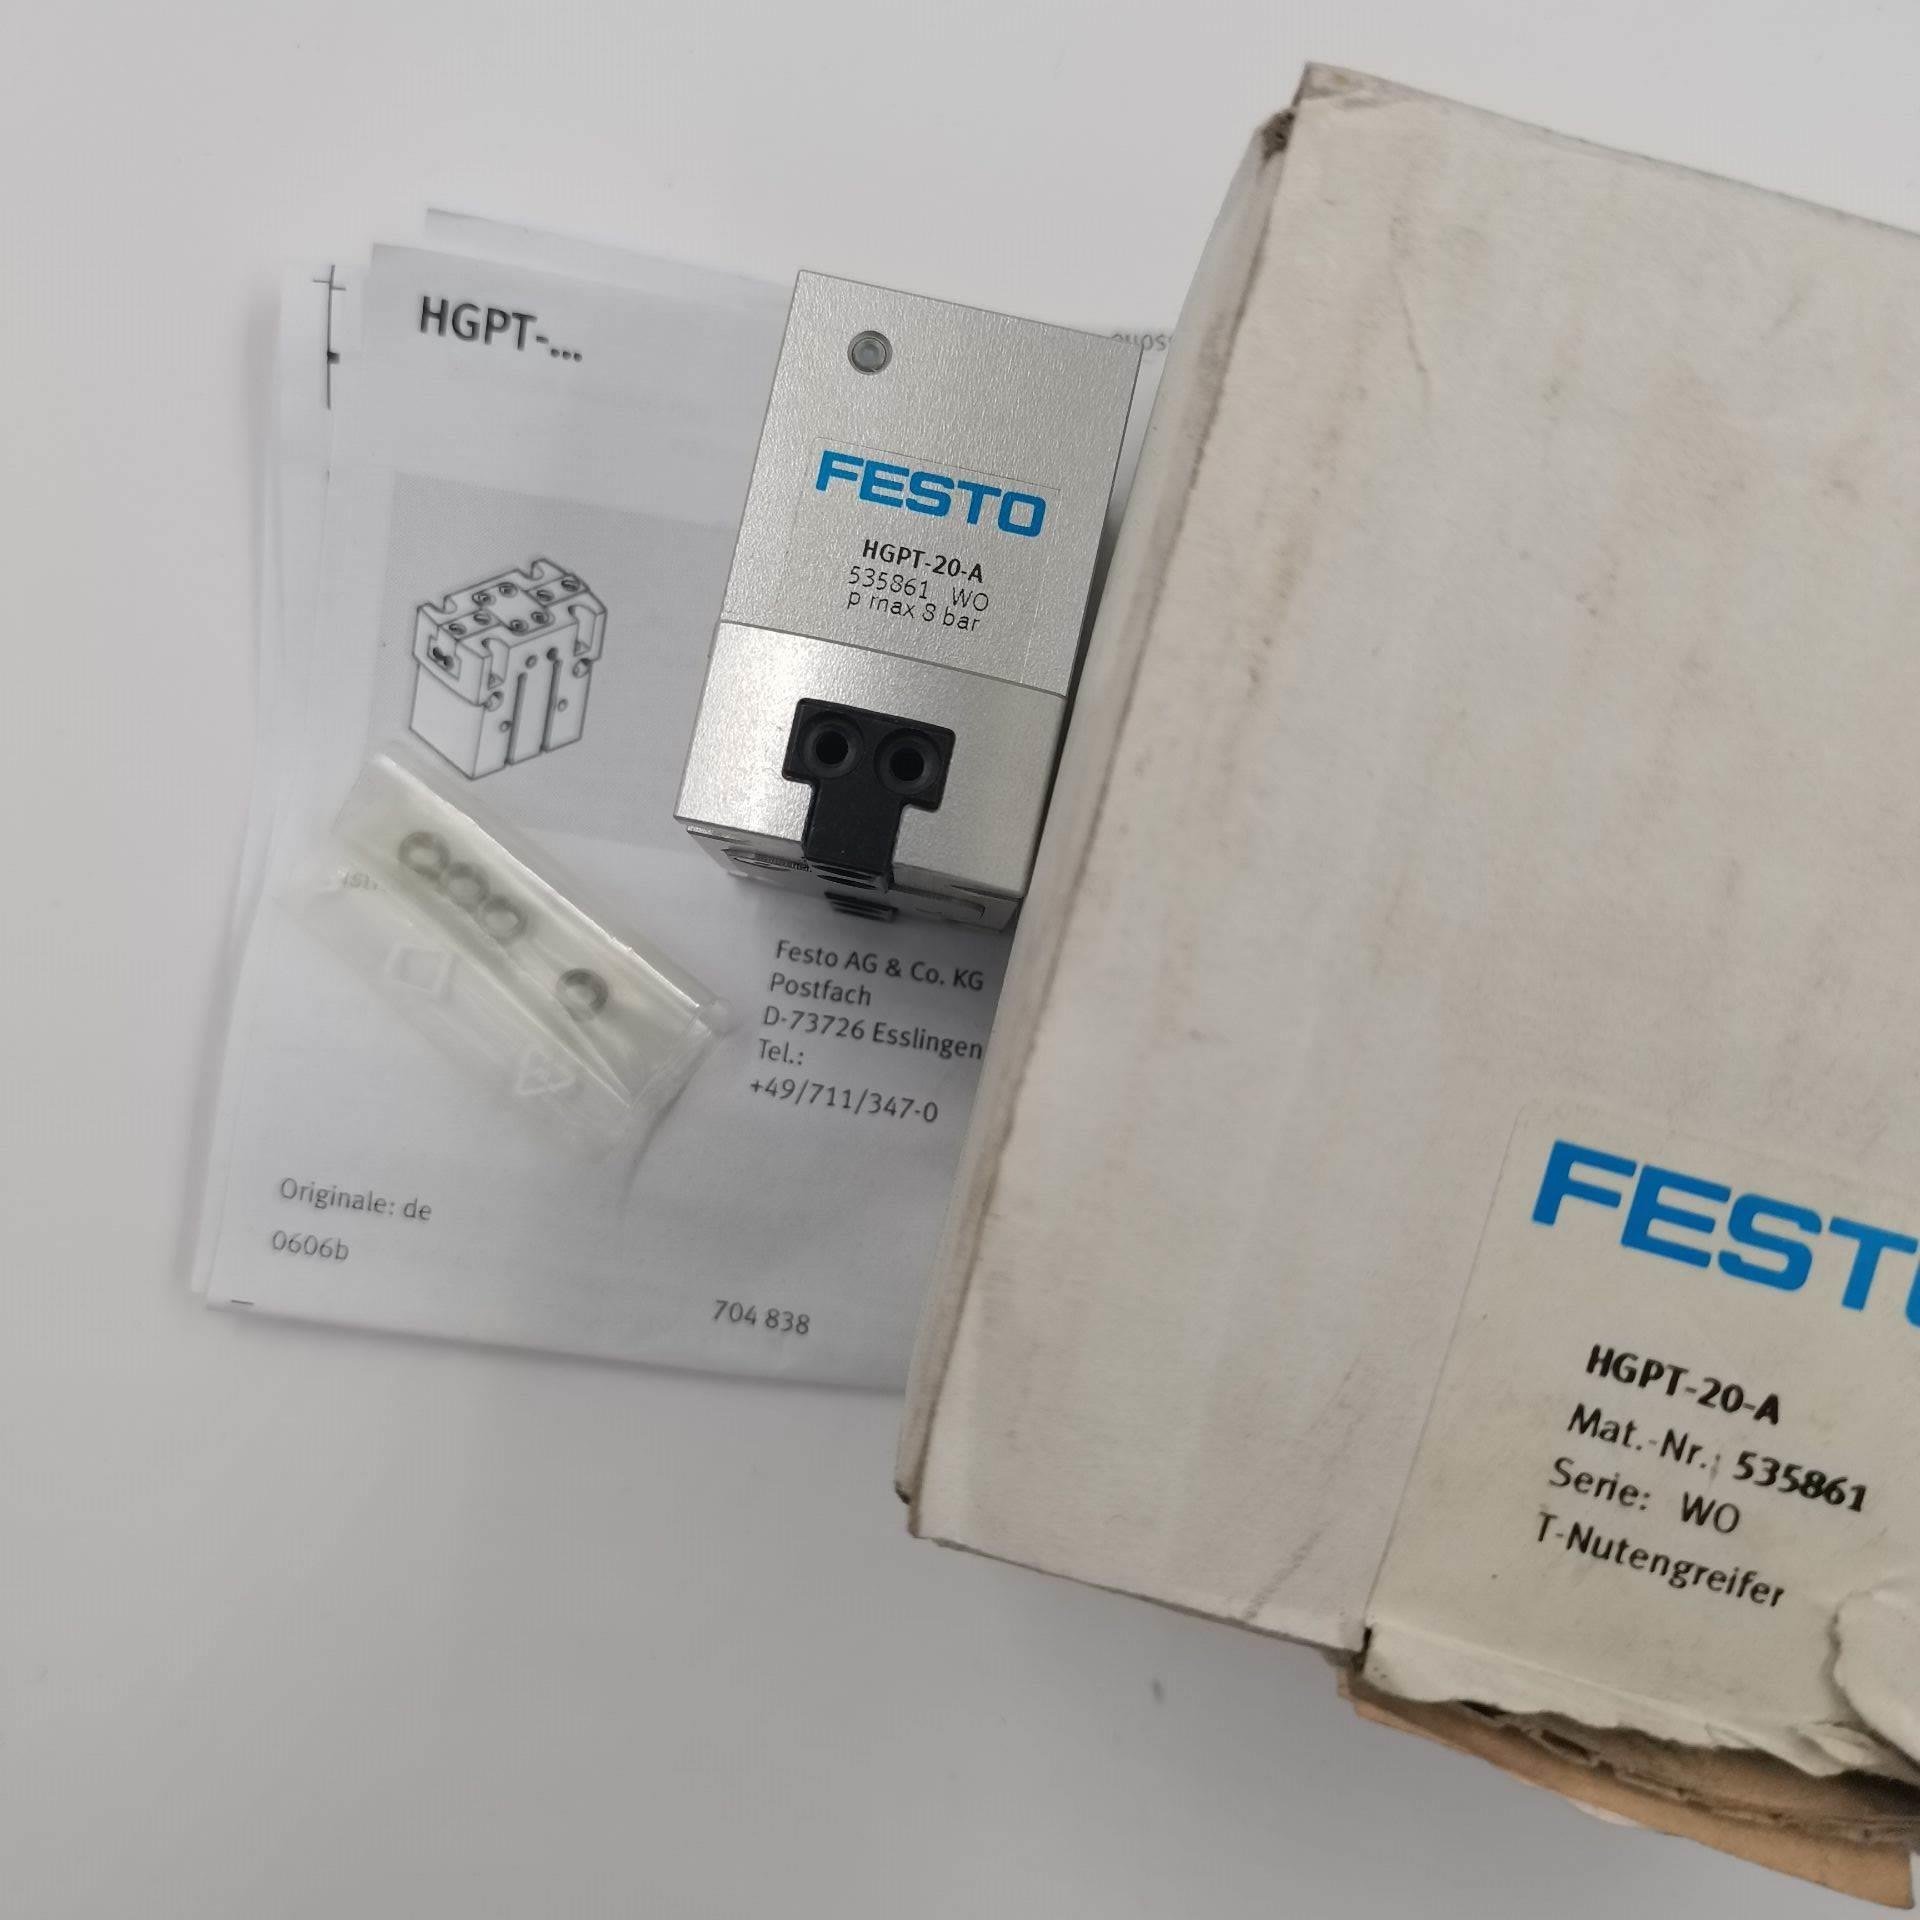 HGPT-...
FESTO
HGPT-20-A
535861 WO
p max 8 bar
Festo AG & Co. KG
Postfach
D-73726 Esslingen
Tel.:
+49/711/347-0
Originale: de
0606b
704 838
FESTO
HGPT-20-A
Mat.-Nr.: 535861
Serie: WO
T-Nutengreifer